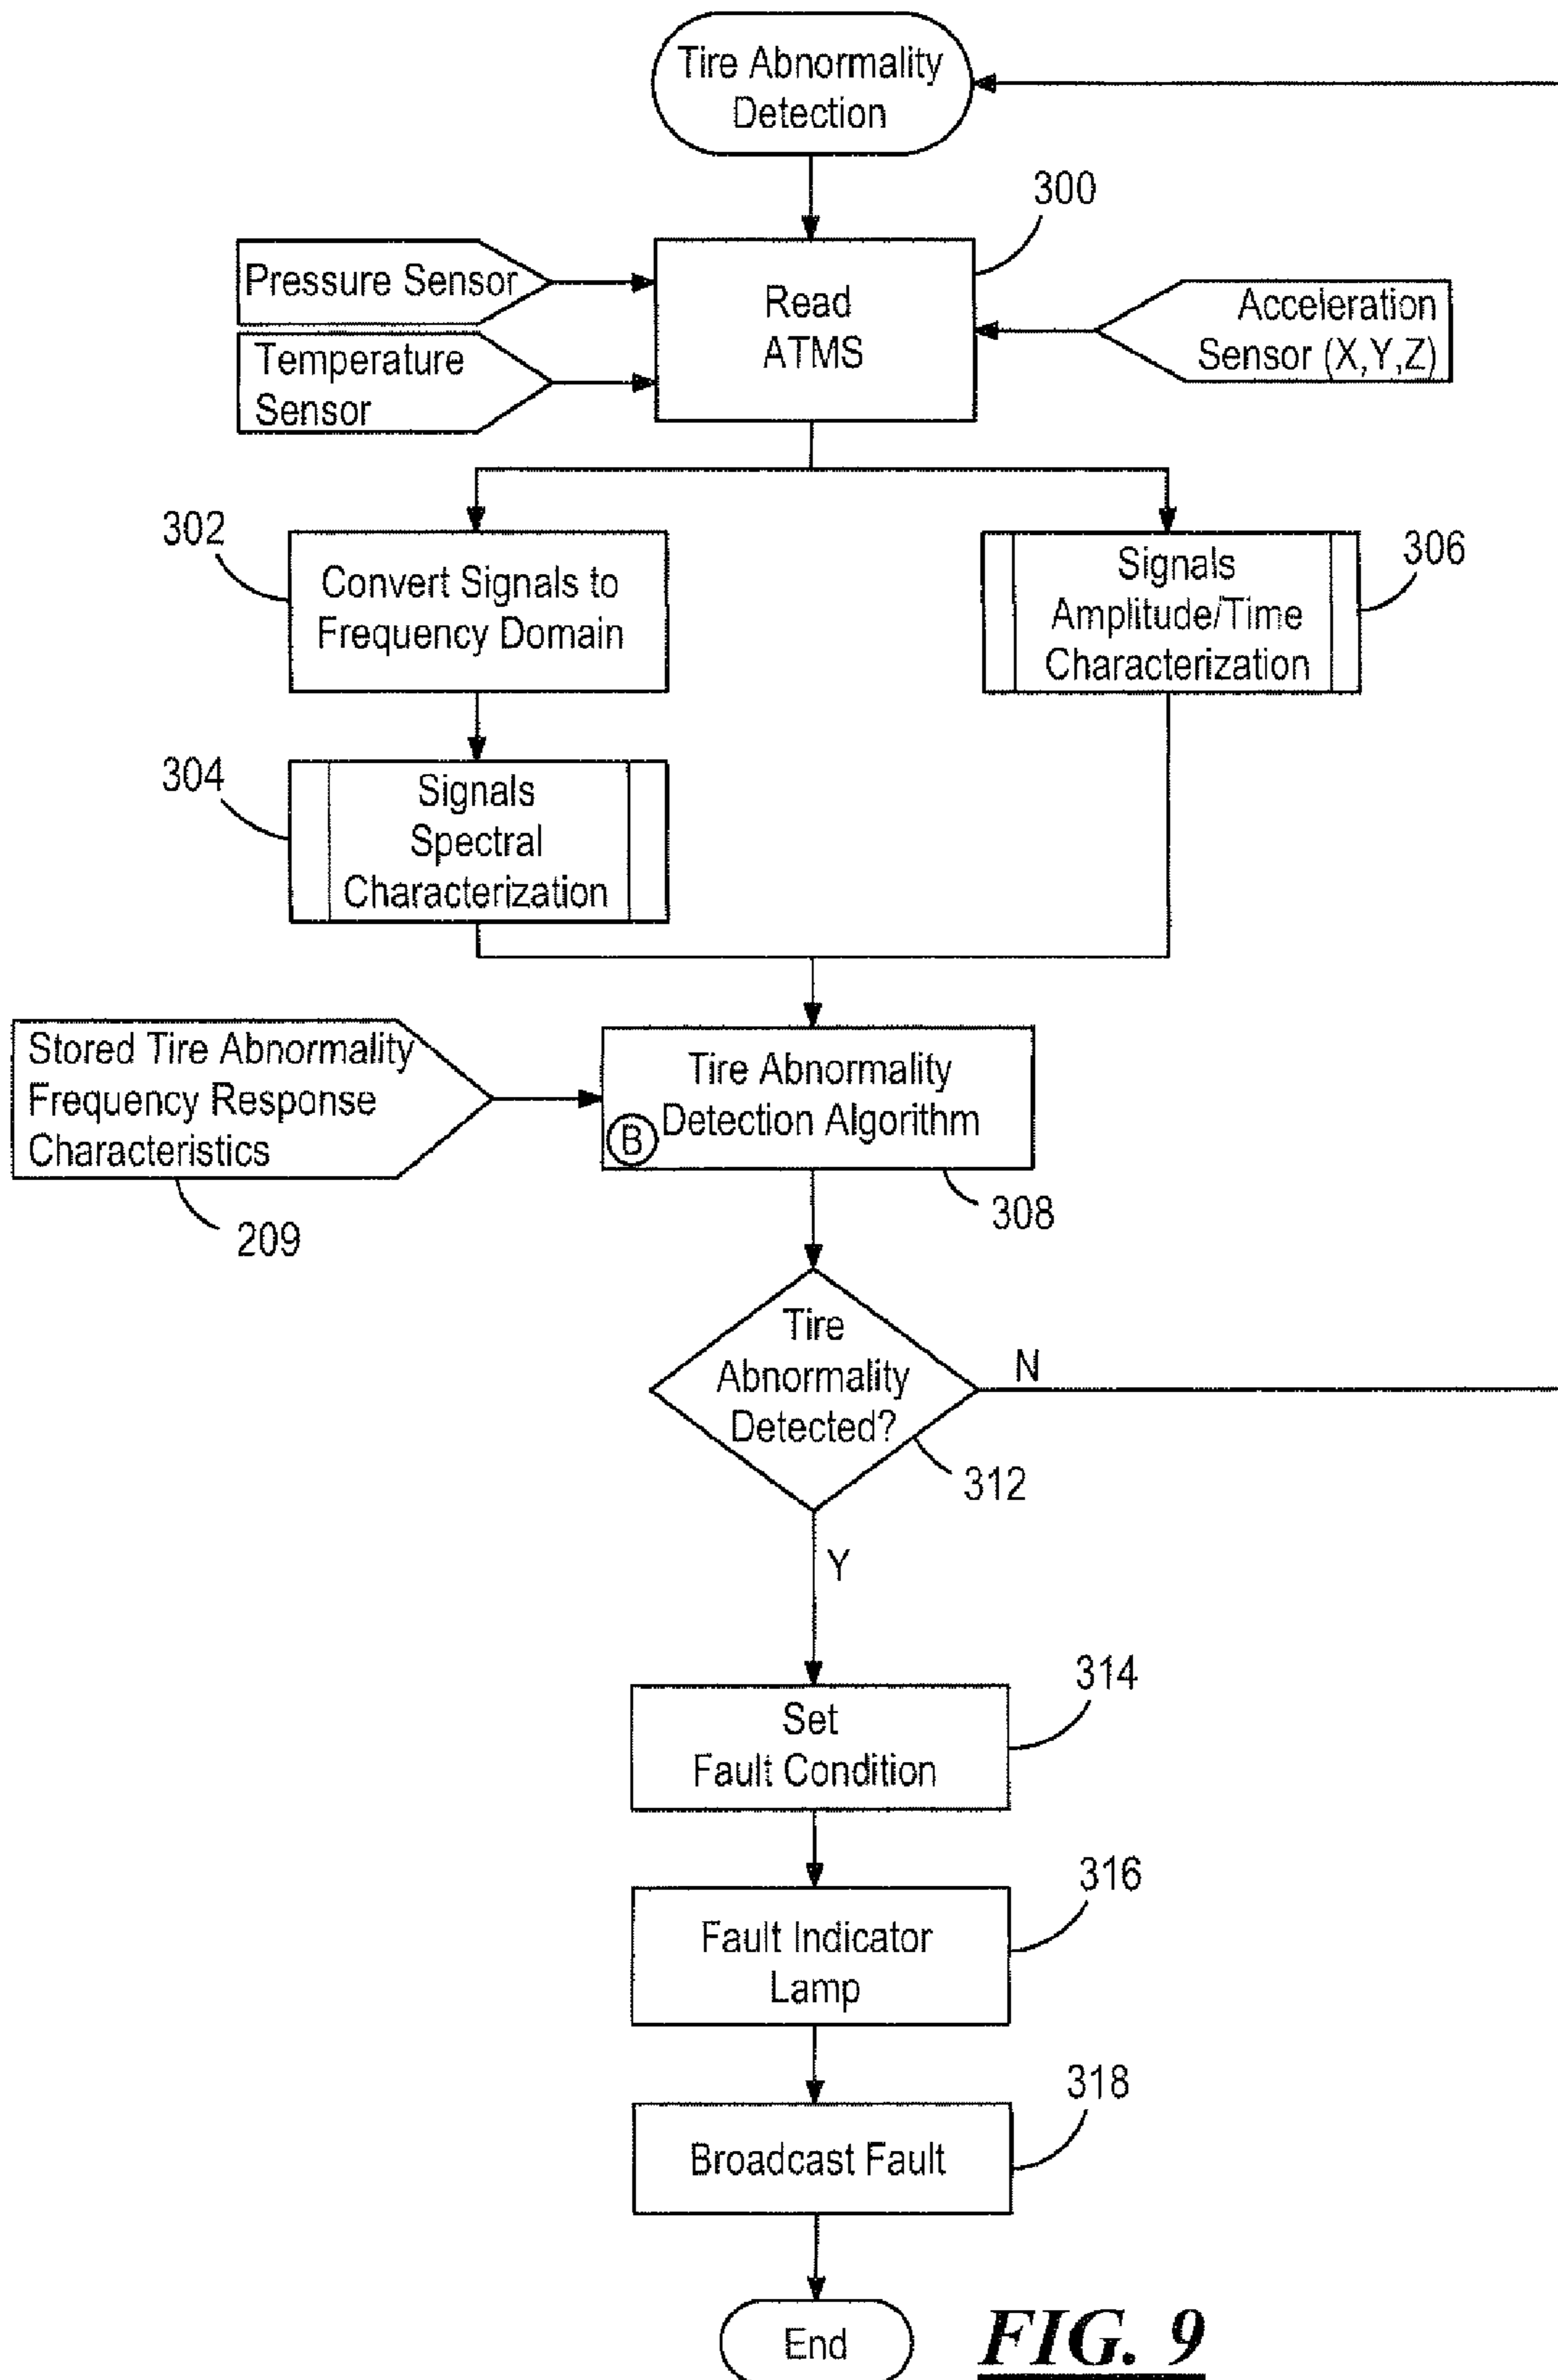 Tire Abnormality
Detection
300
Pressure Sensor
Read
ATMS
Acceleration
Sensor (X,Y,Z)
Temperature
Sensor
302
Convert Signals to
Frequency Domain
Signals
Amplitude/Time
Characterization
306
304
Signals
Spectral
Characterization
Stored Tire Abnormality
Frequency Response
Characteristics
209
Tire Abnormality
Detection Algorithm
B
308
Tire
Abnormality
Detected?
N
312
Y
314
Set
Fault Condition
316
Fault Indicator
Lamp
318
Broadcast Fault
End
FIG. 9